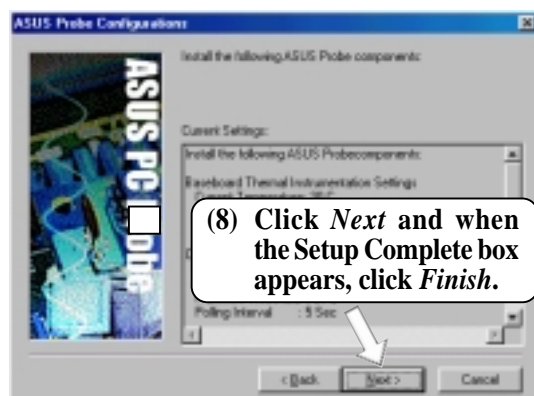 ASUS Probe Configurations
Install the following ASUS Probe components:
ASUS PC Probe
Current Settings:
Install the following ASUS Probecomponents:
Baseboard Thermal Instrumentation Settings
(8) Click Next and when
the Setup Complete box
appears, click Finish.
Polling Interval : 5 Sec
< Back
Next >
Cancel